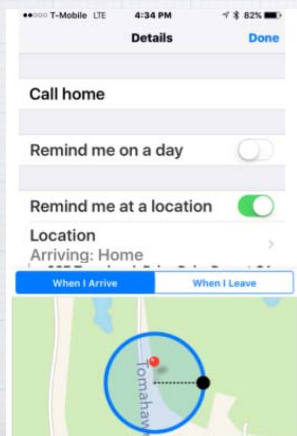 T-Mobile LTE 4:34 PM 82%
Details Done
Call home
Remind me on a day
Remind me at a location
Location
Arriving: Home
When I Arrive When I Leave
Tomahaw